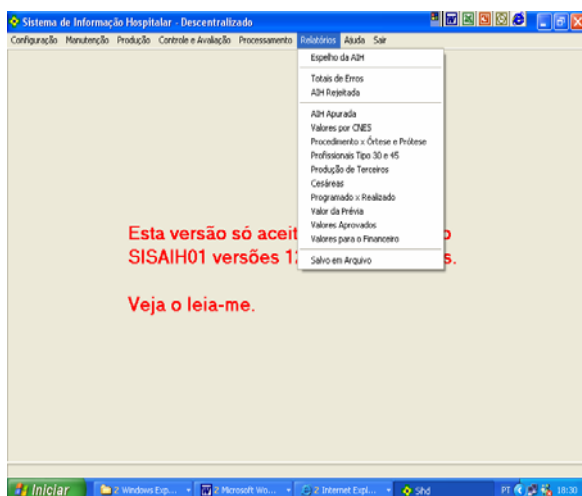 Sistema de Informação Hospitalar - Descentralizado
Configuração Manutenção Produção Controle e Avaliação Processamento Relatórios Ajuda Sair
Espelho da AIH
Totais de Erros
AIH Rejeitada
AIH Apurada
Valores por CNES
Procedimento x Órtese e Prótese
Profissionais Tipo 30 e 45
Produção de Terceiros
Cesáreas
Programado x Realizado
Valor da Prévia
Valores Aprovados
Valores para o Financeiro
Salvo em Arquivo
Esta versão só aceit
SISAIH01 versões 12 s.
Veja o leia-me.
Iniciar 2 Windows Exp... 2 Microsoft Wo... 2 Internet Expl... Shd PT 18:30